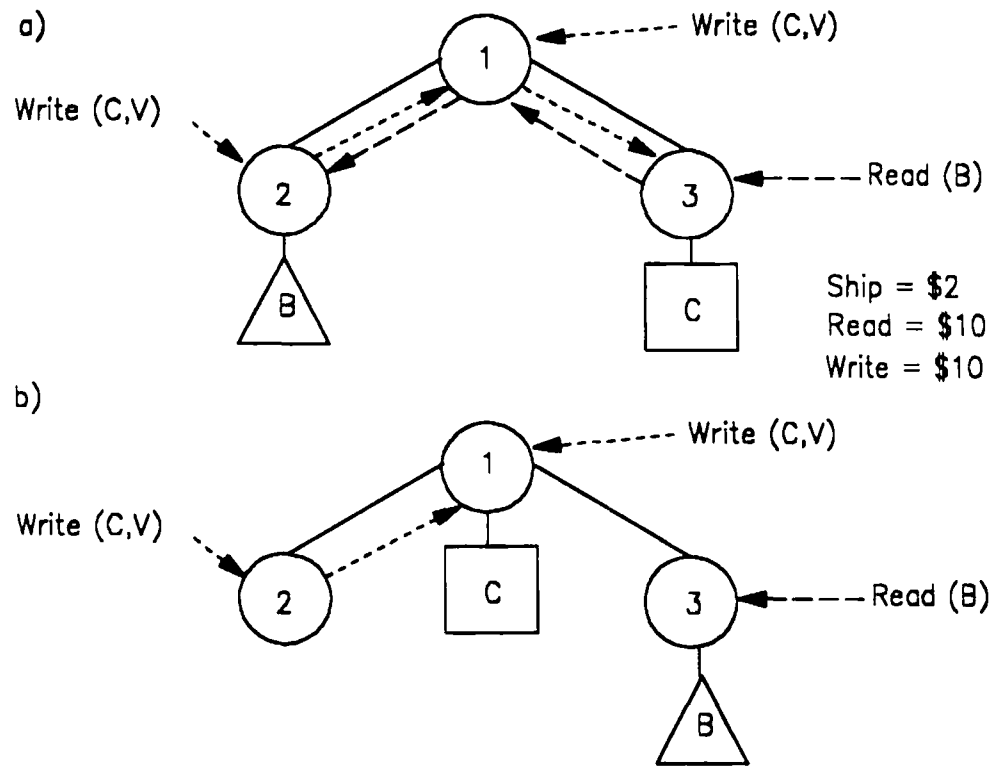 a)
Write (C,V)
1
Write (C,V)
2
3
Read (B)
B
C
Ship = $2
Read = $10
Write = $10
b)
Write (C,V)
1
Write (C,V)
2
C
3
Read (B)
B